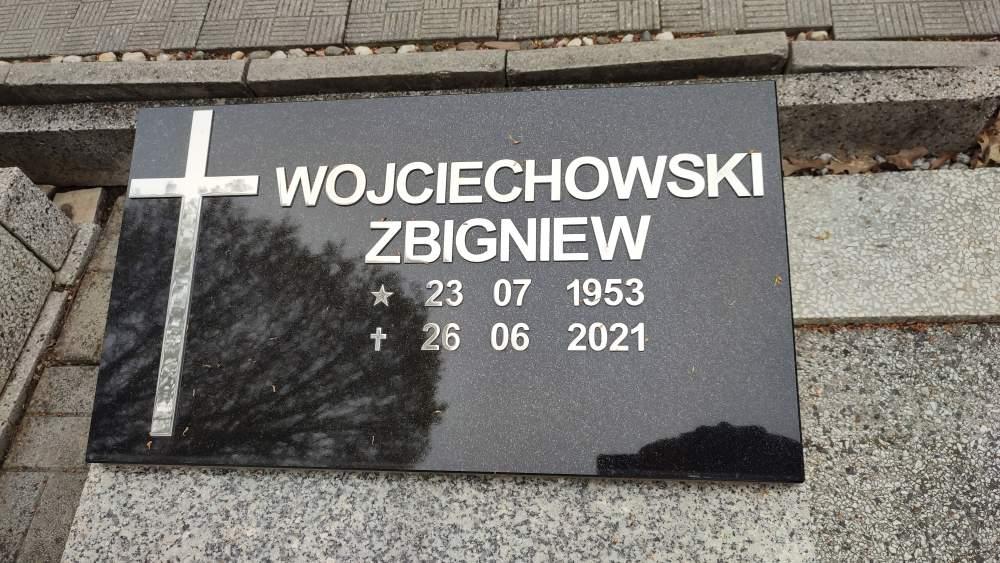 WOJCIECHOWSKI
ZBIGNIEW
★ 23 07 1953
✝ 26 06 2021